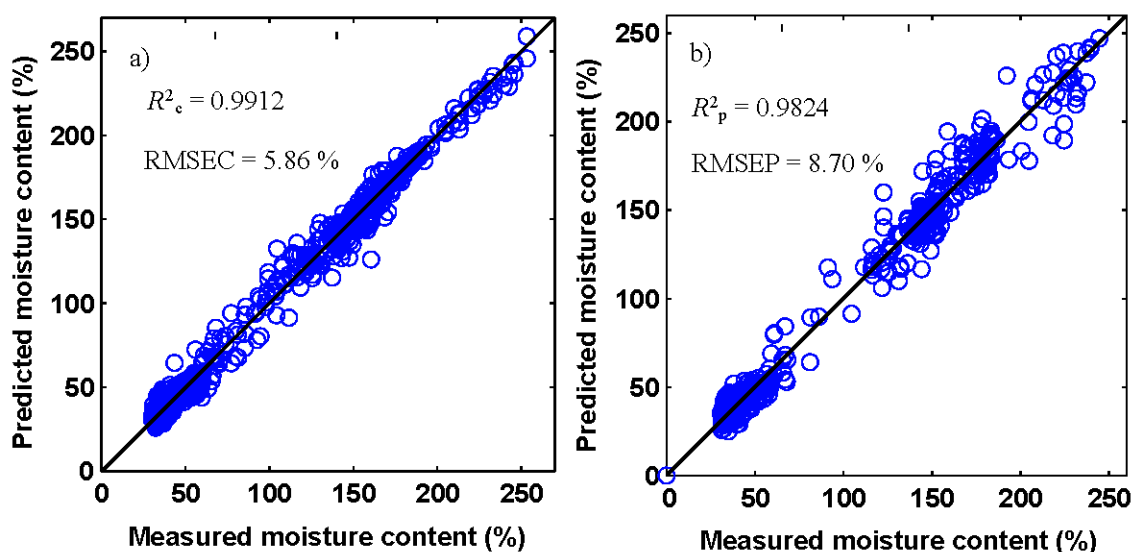 a)
R²c = 0.9912
RMSEC = 5.86 %
Predicted moisture content (%)
250
200
150
100
50
0
0 50 100 150 200 250
Measured moisture content (%)
b)
R²p = 0.9824
RMSEP = 8.70 %
Predicted moisture content (%)
250
200
150
100
50
0
0 50 100 150 200 250
Measured moisture content (%)